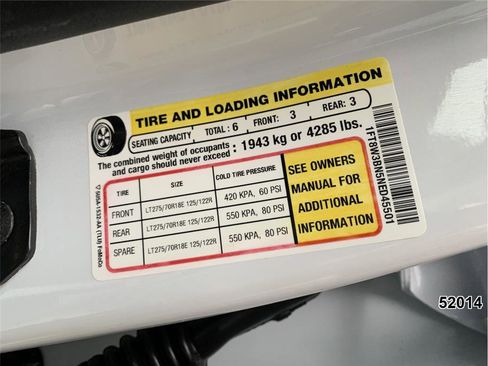 TIRE AND LOADING INFORMATION
SEATING CAPACITY TOTAL: 6 FRONT: 3 REAR: 3
The combined weight of occupants
and cargo should never exceed : 1943 kg or 4285 lbs.
TIRE SIZE COLD TIRE PRESSURE
FRONT LT275/70R18E 125/122R 420 KPA, 60 PSI
REAR LT275/70R18E 125/122R 550 KPA, 80 PSI
SPARE LT275/70R18E 125/122R 550 KPA, 80 PSI
SEE OWNERS
MANUAL FOR
ADDITIONAL
INFORMATION
1FT8W3BN5NED45501
52014